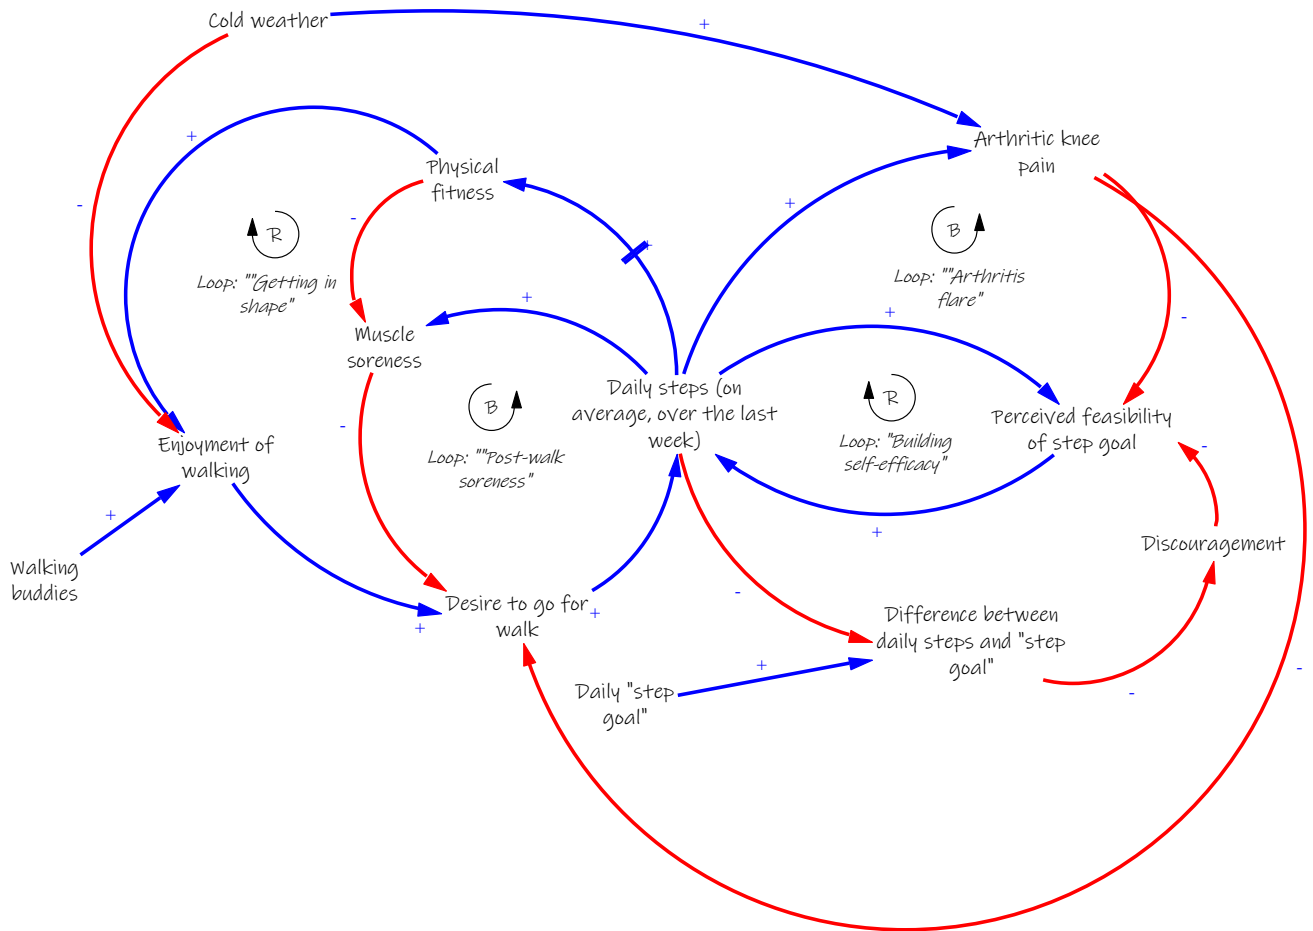 Cold weather
+
Arthritic knee
pain
+
Physical
fitness
-
-
+
+
R
B
Loop: ""Getting in
shape"
Loop: ""Arthritis
flare"
+
+
-
Muscle
soreness
Daily steps (on
average, over the last
week)
B
R
Perceived feasibility
of step goal
Enjoyment of
walking
-
Loop: ""Post-walk
soreness"
Loop: "Building
self-efficacy"
-
+
+
Discouragement
Walking
buddies
-
Desire to go for
walk
+
+
Difference between
daily steps and "step
goal"
+
-
-
Daily "step
goal"